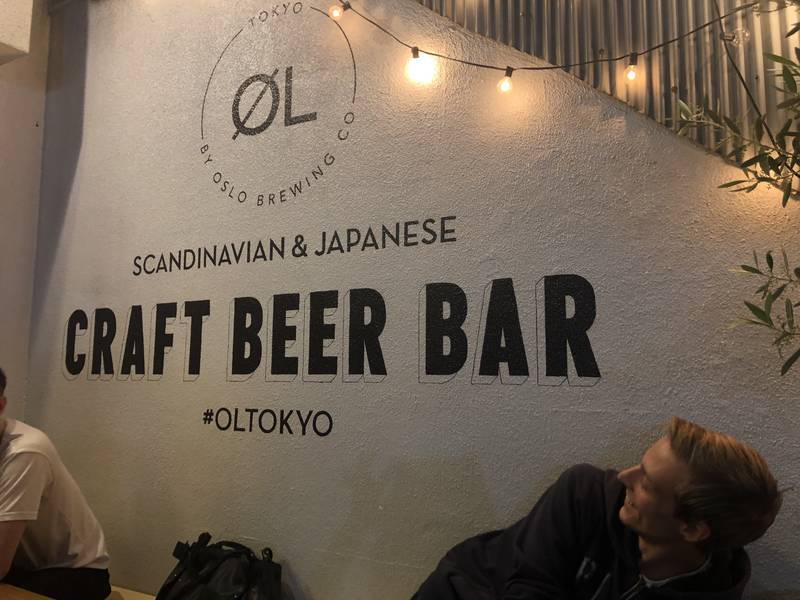 TOKYO
ØL
BY OSLO BREWING CO
SCANDINAVIAN & JAPANESE
CRAFT BEER BAR
#OLTOKYO